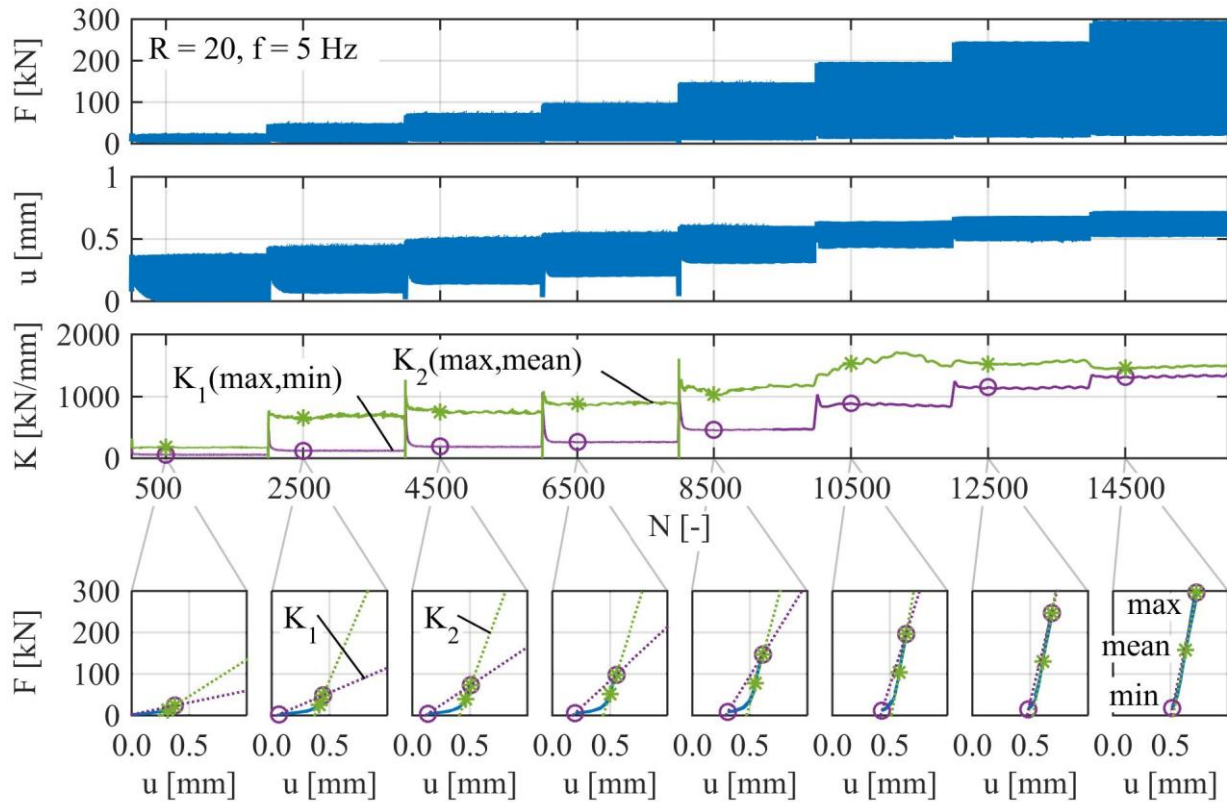 R = 20, f = 5 Hz
F [kN]
300
200
100
0
u [mm]
1
0.5
0
K [kN/mm]
2000
1000
0
K1(max,min)
K2(max,mean)
500 2500 4500 6500 8500 10500 12500 14500
N [-]
F [kN]
300
200
100
0
K1
K2
max
mean
min
0.0 0.5 0.0 0.5 0.0 0.5 0.0 0.5 0.0 0.5 0.0 0.5 0.0 0.5 0.0 0.5
u [mm] u [mm] u [mm] u [mm] u [mm] u [mm] u [mm] u [mm]